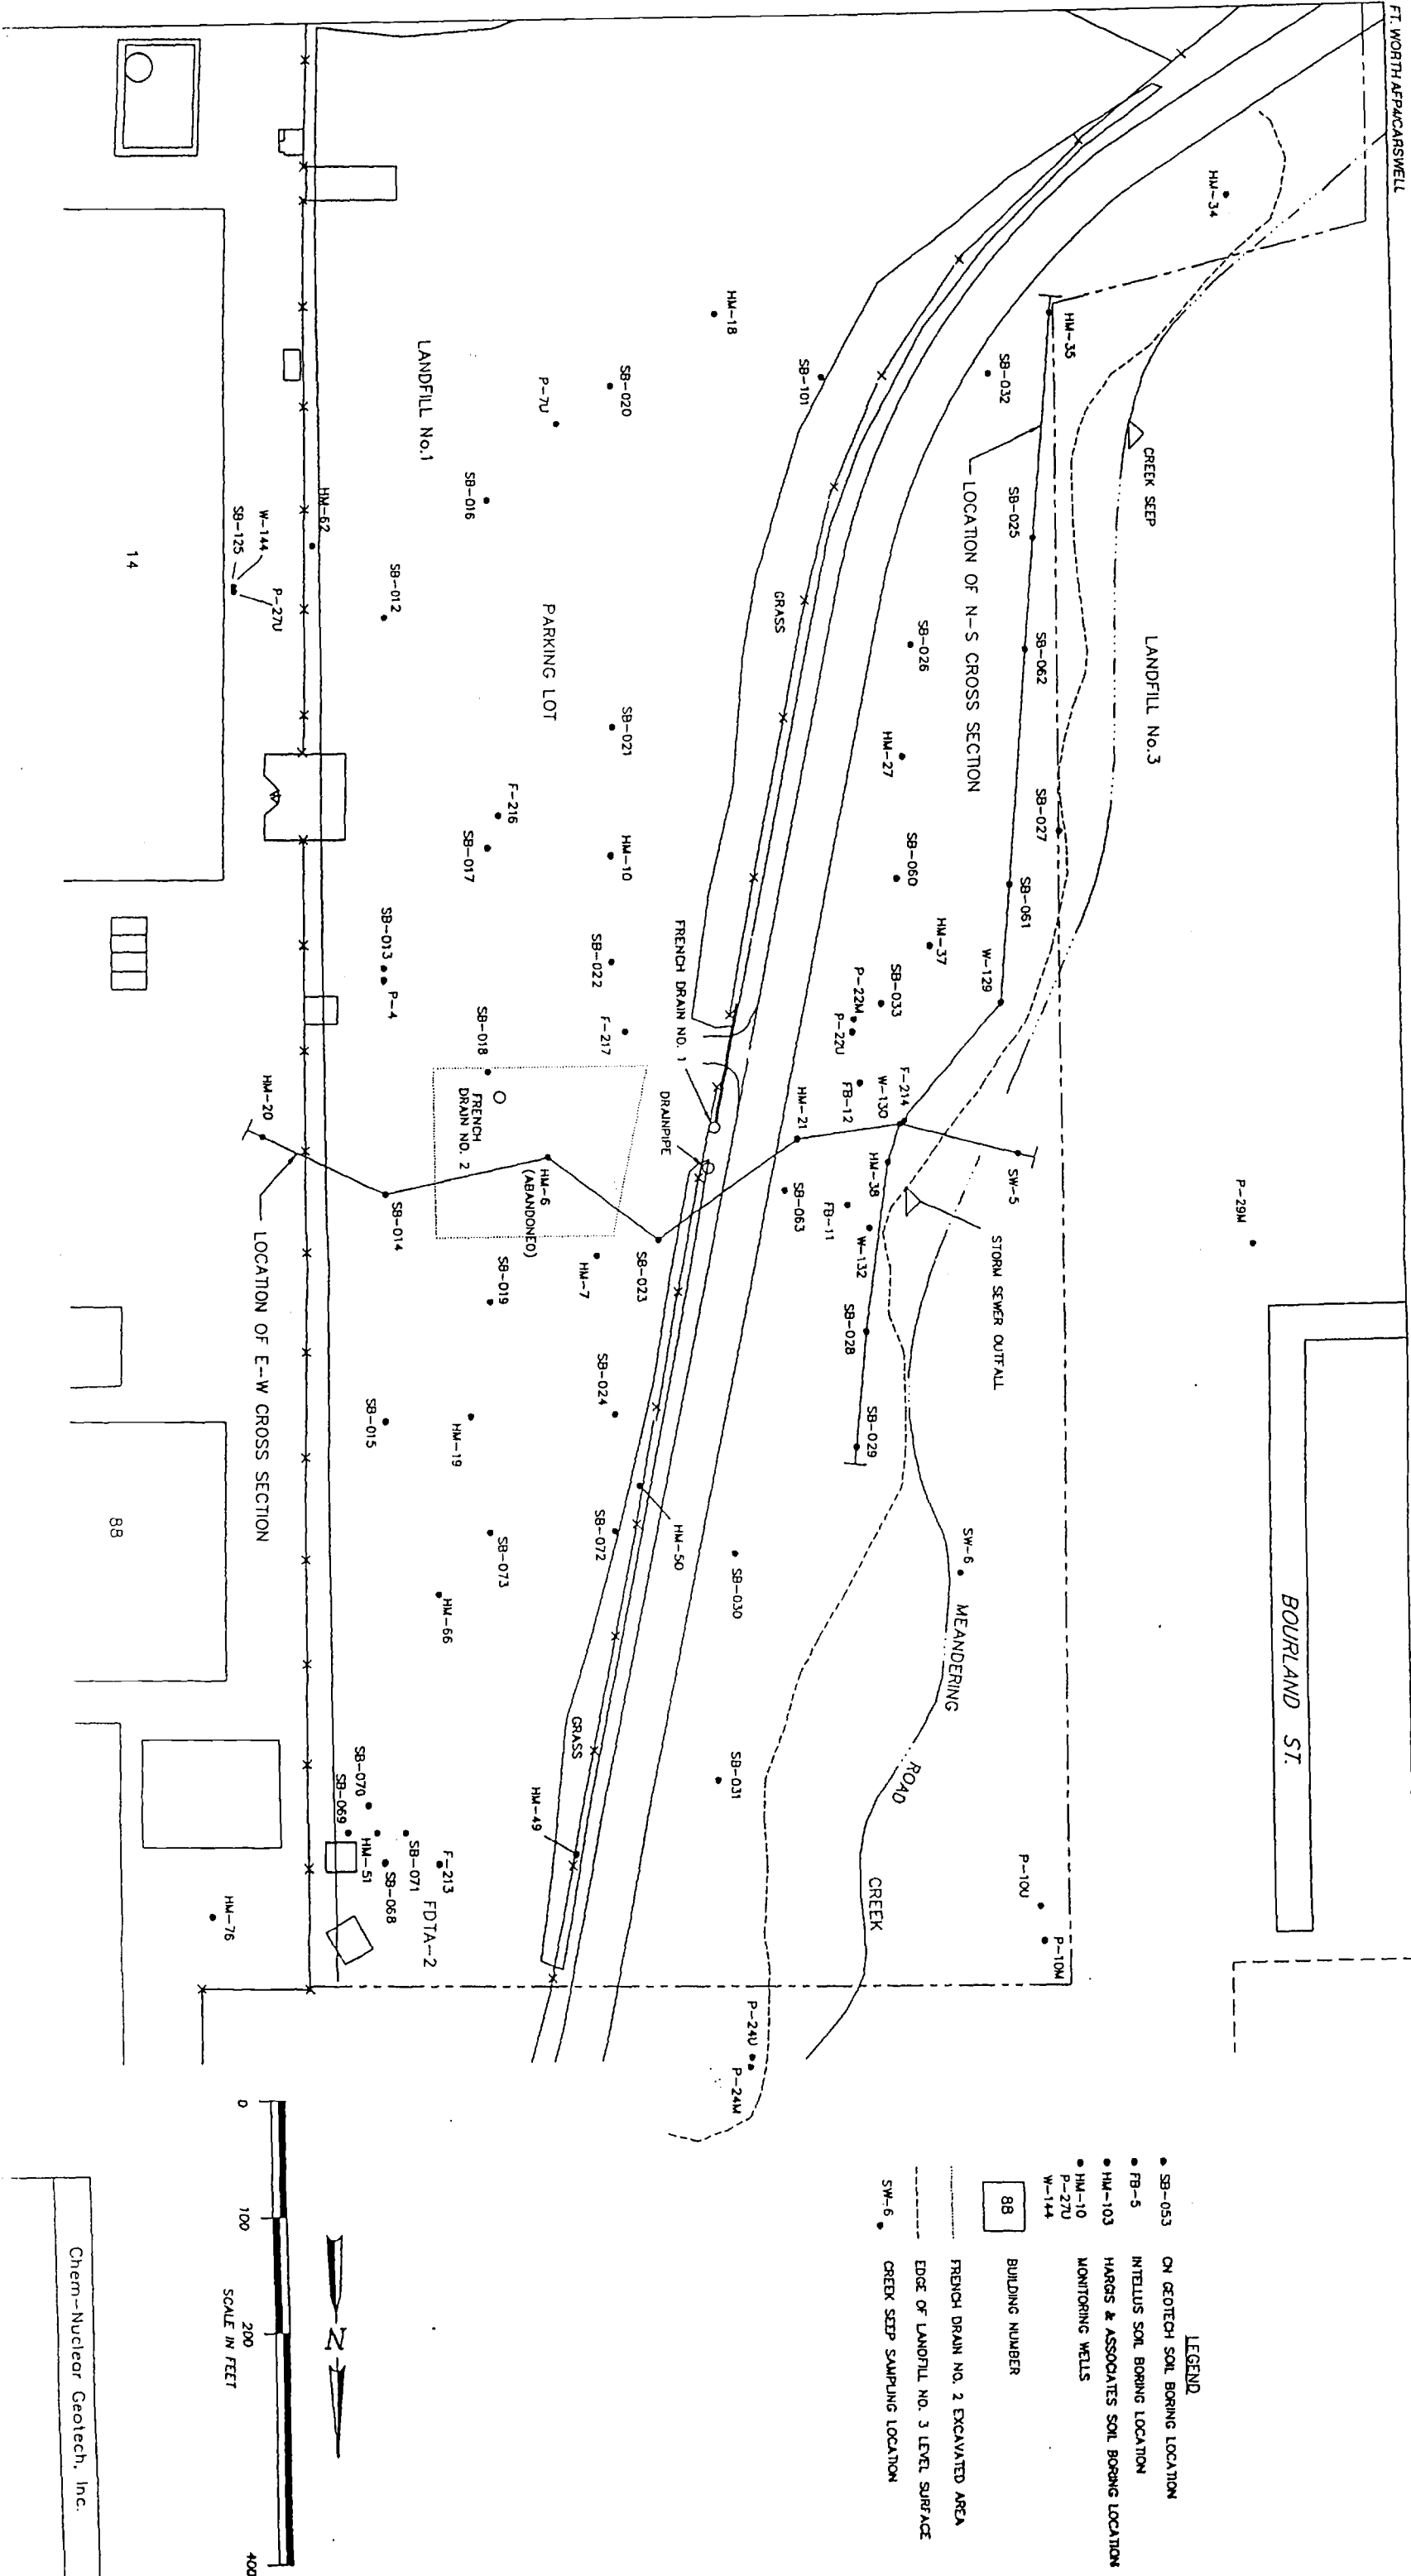 FT. WORTH AFP4/CARSWELL
HM-34
HM-35
SB-032
CREEK SEEP
LANDFILL No.3
SB-025
LOCATION OF N-S CROSS SECTION
SB-062
SB-027
SB-061
W-129
HM-18
SB-101
SB-020
P-7U
LANDFILL No.1
SB-016
HM-62
W-144
SB-125
P-27U
14
SB-012
PARKING LOT
GRASS
SB-026
SB-021
HM-27
F-216
SB-017
HM-10
SB-060
HM-37
SB-013
P-4
SB-022
F-217
FRENCH DRAIN NO. 1
SB-033
P-22M
P-22U
FB-12
W-130
F-214
SB-018
FRENCH
DRAIN NO. 2
DRAINPIPE
HM-21
HM-38
SW-5
P-29M
HM-20
HM-6
(ABANDONED)
SB-014
SB-063
FB-11
W-132
STORM SEWER OUTFALL
LOCATION OF E-W CROSS SECTION
SB-019
HM-7
SB-023
SB-028
SB-029
SB-024
SB-015
HM-19
88
SB-073
SB-072
HM-50
HM-66
SB-030
SW-6
MEANDERING
ROAD
CREEK
BOURLAND ST.
GRASS
SB-031
HM-49
SB-070
SB-069
HM-51
SB-068
SB-071
F-213
FDTA-2
HM-76
P-10U
P-10M
P-24U
P-24M
LEGEND
SB-053 CN GEOTECH SOIL BORING LOCATION
FB-5 INTELLUS SOIL BORING LOCATION
HM-103 HARGIS & ASSOCIATES SOIL BORING LOCATION
HM-10
P-27U MONITORING WELLS
W-144
88 BUILDING NUMBER
FRENCH DRAIN NO. 2 EXCAVATED AREA
EDGE OF LANDFILL NO. 3 LEVEL SURFACE
SW-6 CREEK SEEP SAMPLING LOCATION
N
0 100 200 400
SCALE IN FEET
Chem-Nuclear Geotech, Inc.